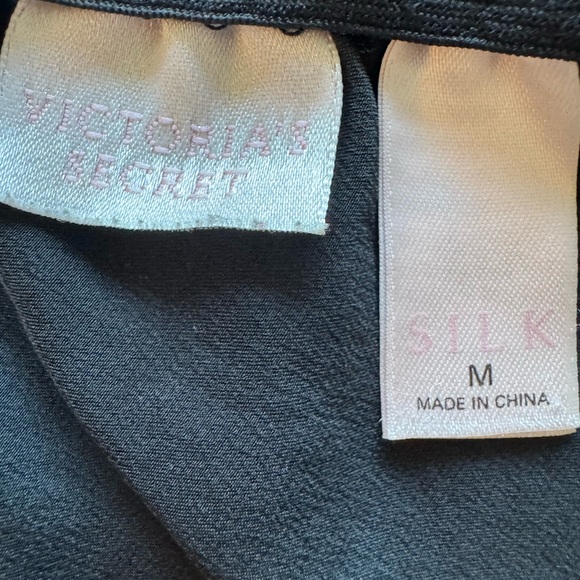 VICTORIA'S
SECRET
SILK
M
MADE IN CHINA